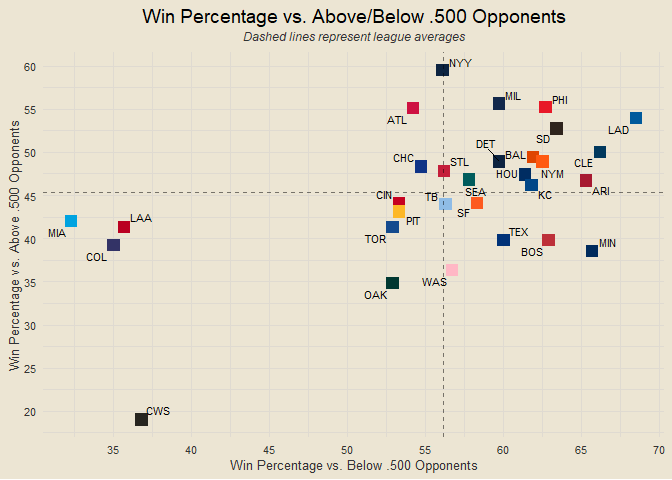 Win Percentage vs. Above/Below .500 Opponents
Dashed lines represent league averages
Win Percentage vs. Above .500 Opponents
60
55
50
45
40
35
30
25
20
NYY
MIL
PHI
ATL
LAD
SD
DET
BAL
CLE
CHC
STL
HOU
NYM
SEA
KC
ARI
CIN
TB
SF
PIT
MIA
LAA
TOR
TEX
BOS
MIN
COL
WAS
OAK
CWS
35
40
45
50
55
60
65
70
Win Percentage vs. Below .500 Opponents